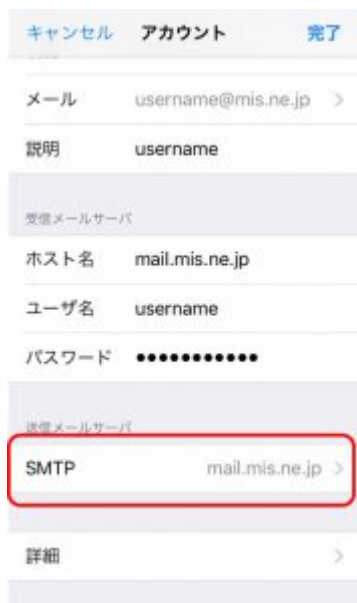 キャンセル アカウント 完了
メール username@mis.ne.jp >
説明 username
受信メールサーバ
ホスト名 mail.mis.ne.jp
ユーザ名 username
パスワード ●●●●●●●●●●●
送信メールサーバ
SMTP mail.mis.ne.jp >
詳細 >